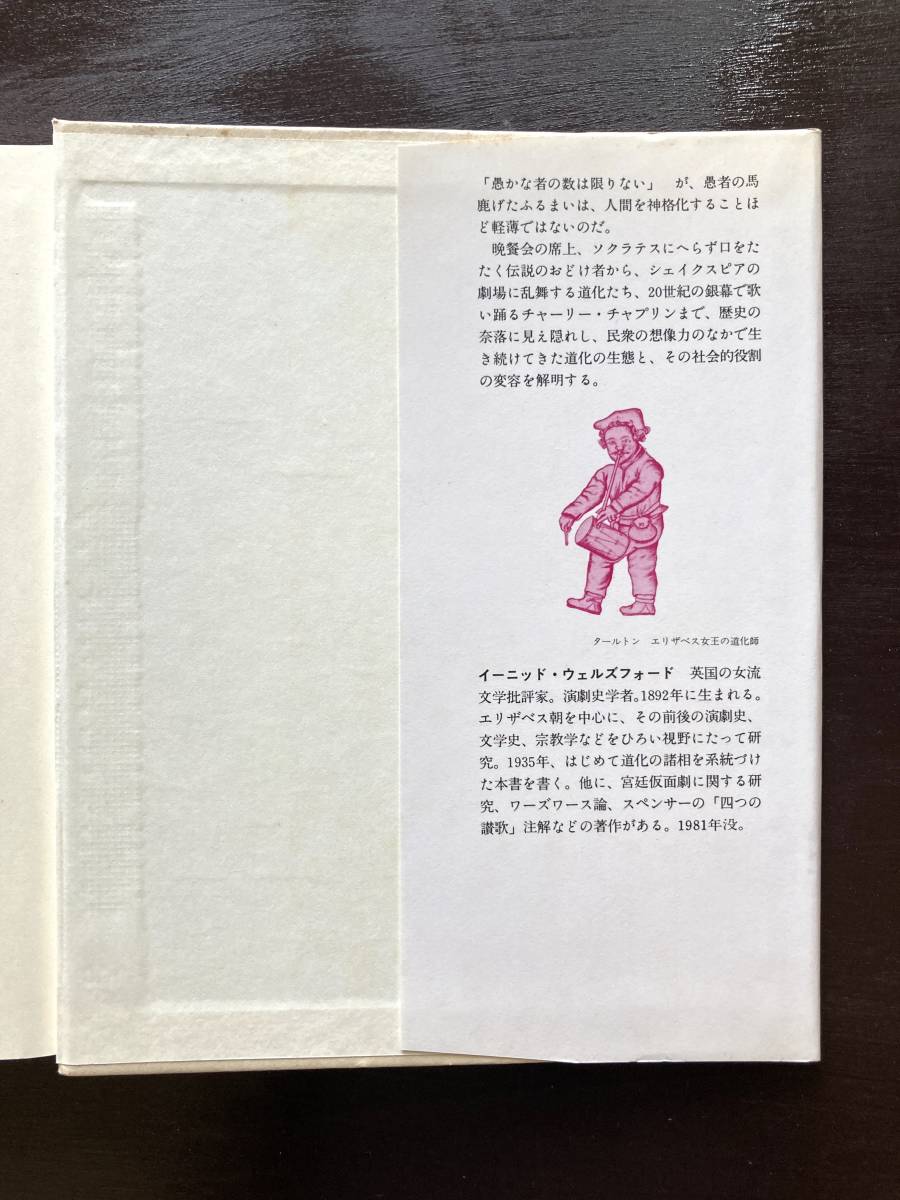 「愚かな者の数は限りない」　が、愚者の馬
鹿げたふるまいは、人間を神格化することほ
ど軽薄ではないのだ。
　晩餐会の席上、ソクラテスにへらず口をた
たく伝説のおどけ者から、シェイクスピアの
劇場に乱舞する道化たち、20世紀の銀幕で歌
い踊るチャーリー・チャプリンまで、歴史の
奈落に見え隠れし、民衆の想像力のなかで生
き続けてきた道化の生態と、その社会的役割
の変容を解明する。
タールトン　エリザベス女王の道化師
イーニッド・ウェルズフォード　英国の女流
文学批評家。演劇史学者。1892年に生まれる。
エリザベス朝を中心に、その前後の演劇史、
文学史、宗教学などをひろい視野にたって研
究。1935年、はじめて道化の諸相を系統づけ
た本書を書く。他に、宮廷仮面劇に関する研
究、ワーズワース論、スペンサーの「四つの
讃歌」注解などの著作がある。1981年没。